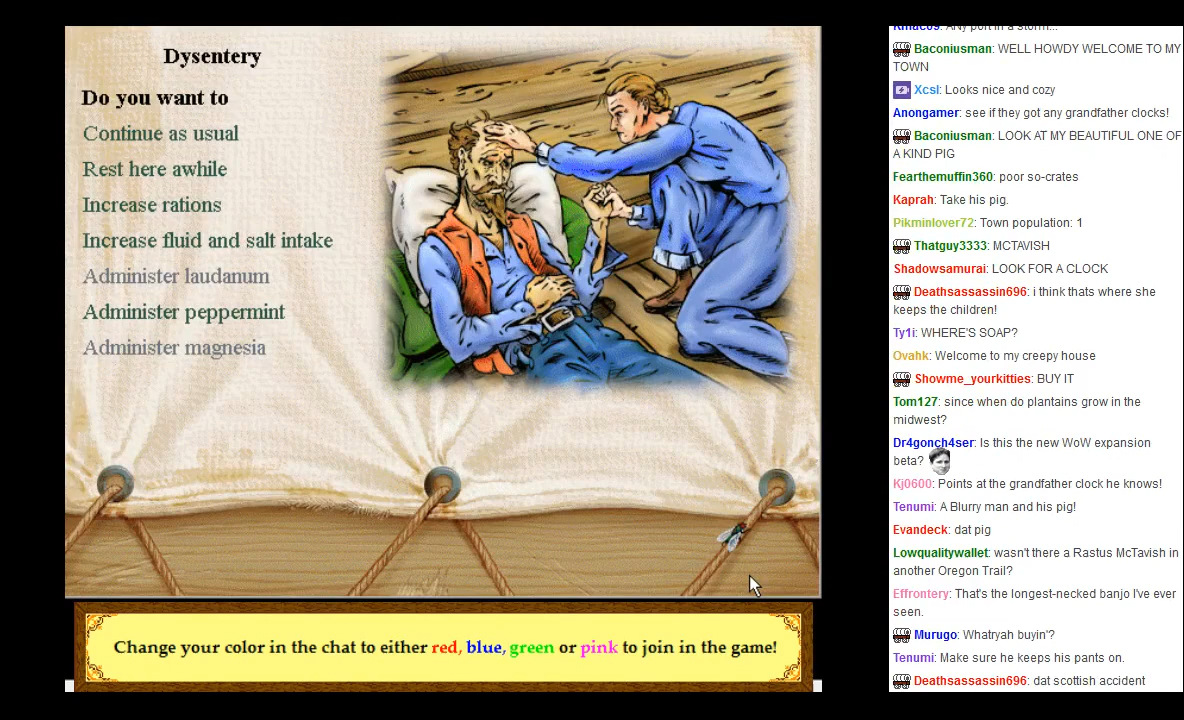 Dysentery
Do you want to
Continue as usual
Rest here awhile
Increase rations
Increase fluid and salt intake
Administer laudanum
Administer peppermint
Administer magnesia
Change your color in the chat to either red, blue, green or pink to join in the game!
Kmac69: Any port in a storm...
Baconiusman: WELL HOWDY WELCOME TO MY
TOWN
Xcsl: Looks nice and cozy
Anongamer: see if they got any grandfather clocks!
Baconiusman: LOOK AT MY BEAUTIFUL ONE OF
A KIND PIG
Fearthemuffin360: poor so-crates
Kaprah: Take his pig.
Pikminlover72: Town population: 1
Thatguy3333: MCTAVISH
Shadowsamurai: LOOK FOR A CLOCK
Deathsassassin696: i think thats where she
keeps the children!
Ty1i: WHERE'S SOAP?
Ovahk: Welcome to my creepy house
Showme_yourkitties: BUY IT
Tom127: since when do plantains grow in the
midwest?
Dr4gonch4ser: Is this the new WoW expansion
beta?
Kj0600: Points at the grandfather clock he knows!
Tenumi: A Blurry man and his pig!
Evandeck: dat pig
Lowqualitywallet: wasn't there a Rastus McTavish in
another Oregon Trail?
Effrontery: That's the longest-necked banjo I've ever
seen.
Murugo: Whatryah buyin'?
Tenumi: Make sure he keeps his pants on.
Deathsassassin696: dat scottish accident